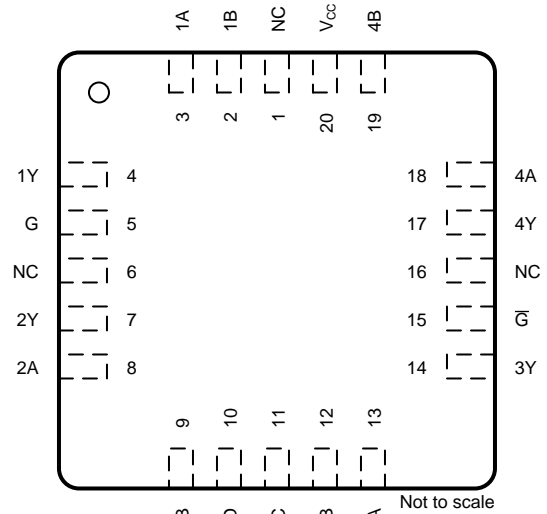 1A 1B NC VCC 4B
3 2 1 20 19
1Y 4 18 4A
G 5 17 4Y
NC 6 16 NC
2Y 7 15 G̅
2A 8 14 3Y
9 10 11 12 13
Not to scale